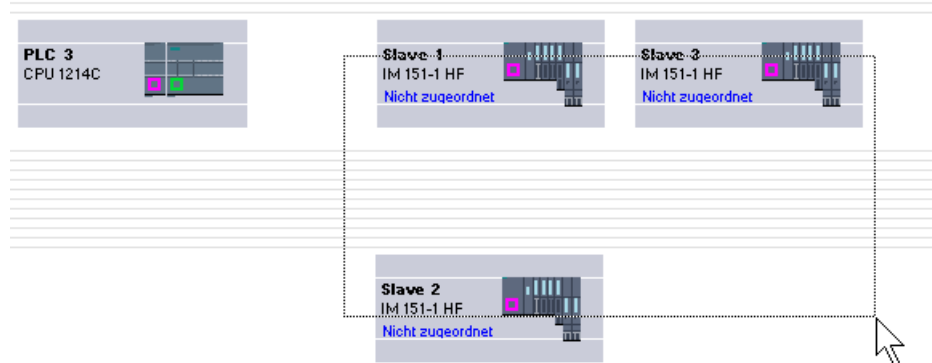 PLC 3
CPU 1214C
Slave 1
IM 151-1 HF
Nicht zugeordnet
Slave 3
IM 151-1 HF
Nicht zugeordnet
Slave 2
IM 151-1 HF
Nicht zugeordnet